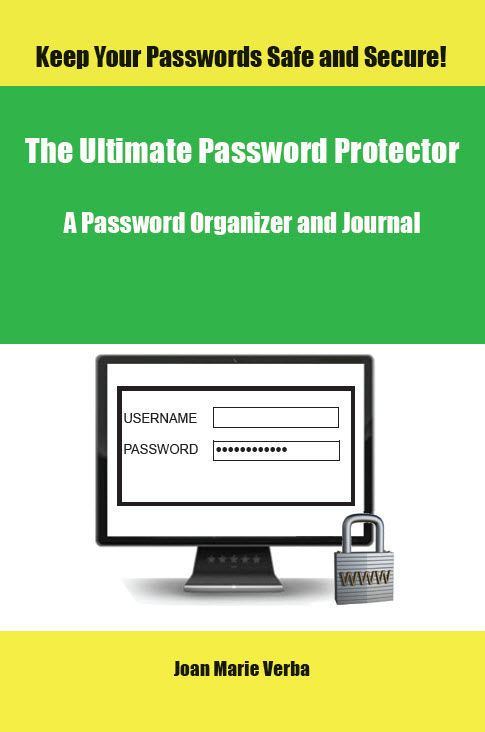 Keep Your Passwords Safe and Secure!
The Ultimate Password Protector
A Password Organizer and Journal
USERNAME
PASSWORD ••••••••••••
WWW
Joan Marie Verba